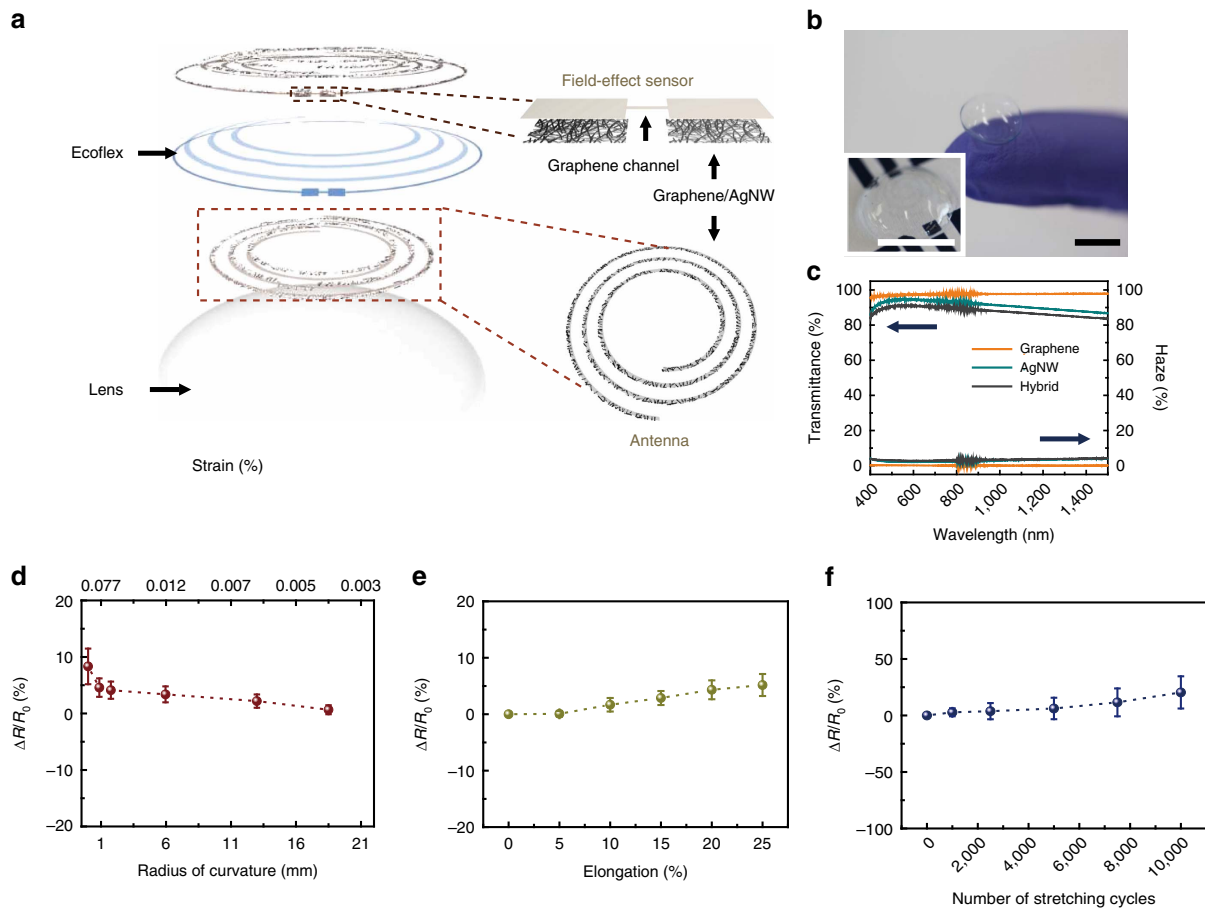 a
Field-effect sensor
Ecoflex
Graphene channel
Graphene/AgNW
Lens
Antenna
Strain (%)
b
c
100
80
60
40
20
0
Transmittance (%)
100
80
60
40
20
0
Haze (%)
Graphene
AgNW
Hybrid
400
600
800
1,000
1,200
1,400
Wavelength (nm)
d
0.077 0.012 0.007 0.005 0.003
20
10
0
−10
−20
ΔR/R0 (%)
1 6 11 16 21
Radius of curvature (mm)
e
20
10
0
−10
−20
ΔR/R0 (%)
0 5 10 15 20 25
Elongation (%)
f
100
50
0
−50
−100
ΔR/R0 (%)
0
2,000
4,000
6,000
8,000
10,000
Number of stretching cycles